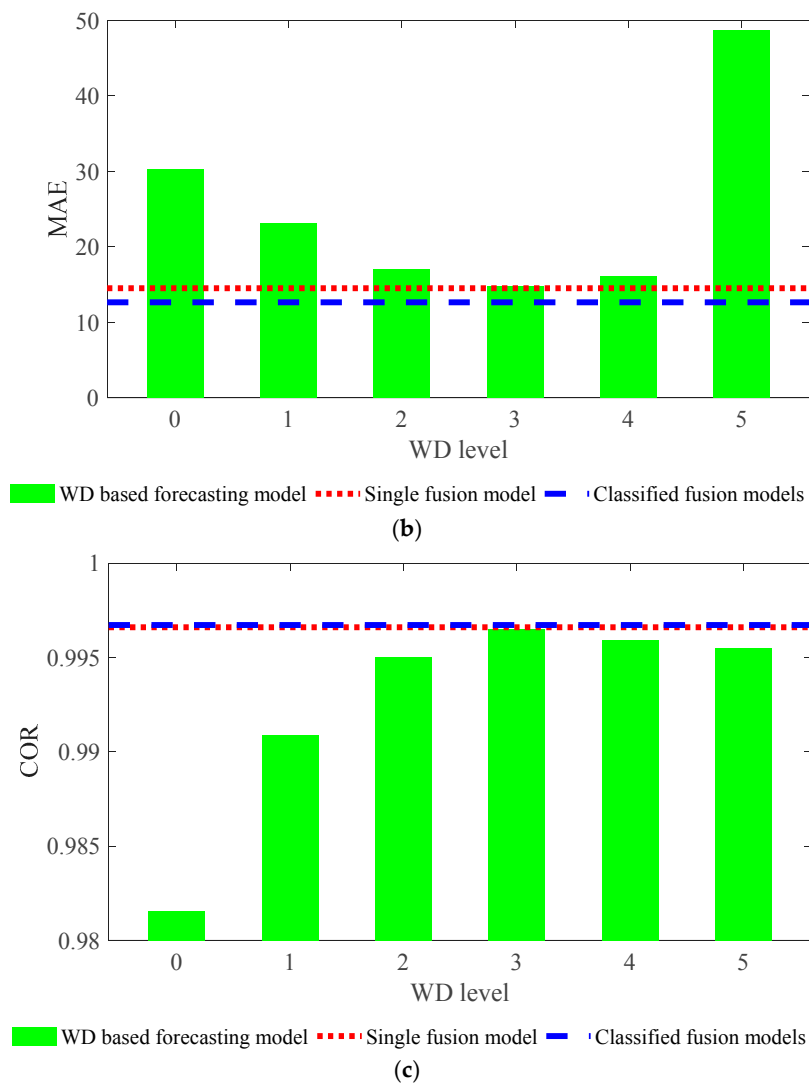 50
40
30
20
10
0
MAE
0 1 2 3 4 5
WD level
WD based forecasting model Single fusion model Classified fusion models
(b)
1
0.995
0.99
0.985
0.98
COR
0 1 2 3 4 5
WD level
WD based forecasting model Single fusion model Classified fusion models
(c)